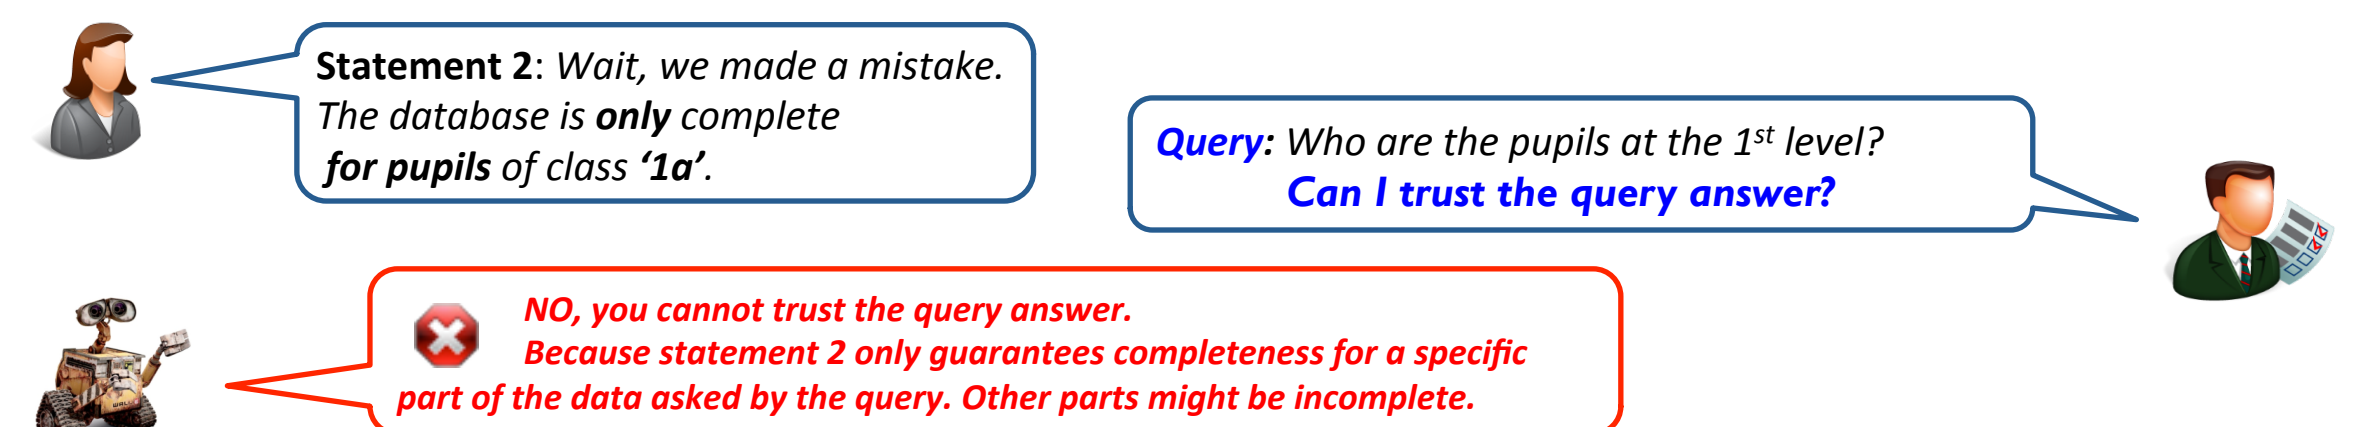 Statement 2: Wait, we made a mistake.
The database is only complete
for pupils of class ‘1a’.
Query: Who are the pupils at the 1st level?
Can I trust the query answer?
NO, you cannot trust the query answer.
Because statement 2 only guarantees completeness for a specific
part of the data asked by the query. Other parts might be incomplete.